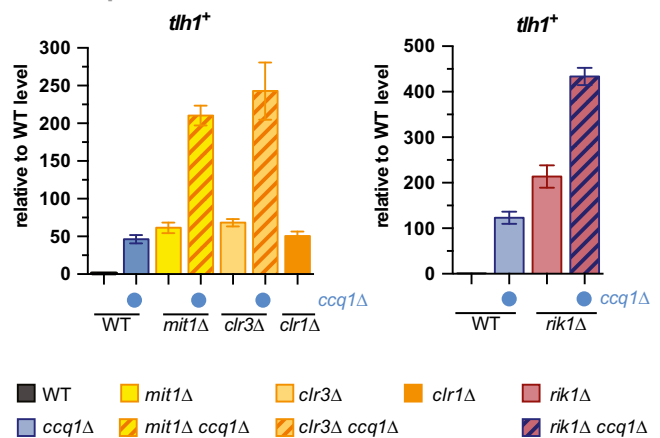 tlh1+
relative to WT level
300
250
200
150
100
50
0
ccq1Δ
WT mit1Δ clr3Δ clr1Δ
tlh1+
relative to WT level
500
400
300
200
100
0
ccq1Δ
WT rik1Δ
WT mit1Δ clr3Δ clr1Δ rik1Δ
ccq1Δ mit1Δ ccq1Δ clr3Δ ccq1Δ rik1Δ ccq1Δ